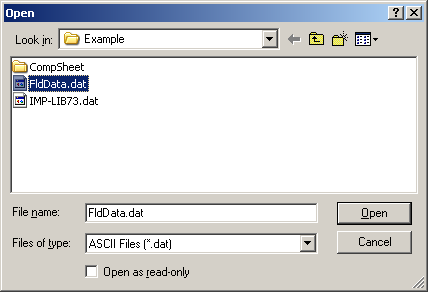 Open
Look in: Example
CompSheet
FldData.dat
IMP-LIB73.dat
File name: FldData.dat Open
Files of type: ASCII Files (*.dat) Cancel
Open as read-only